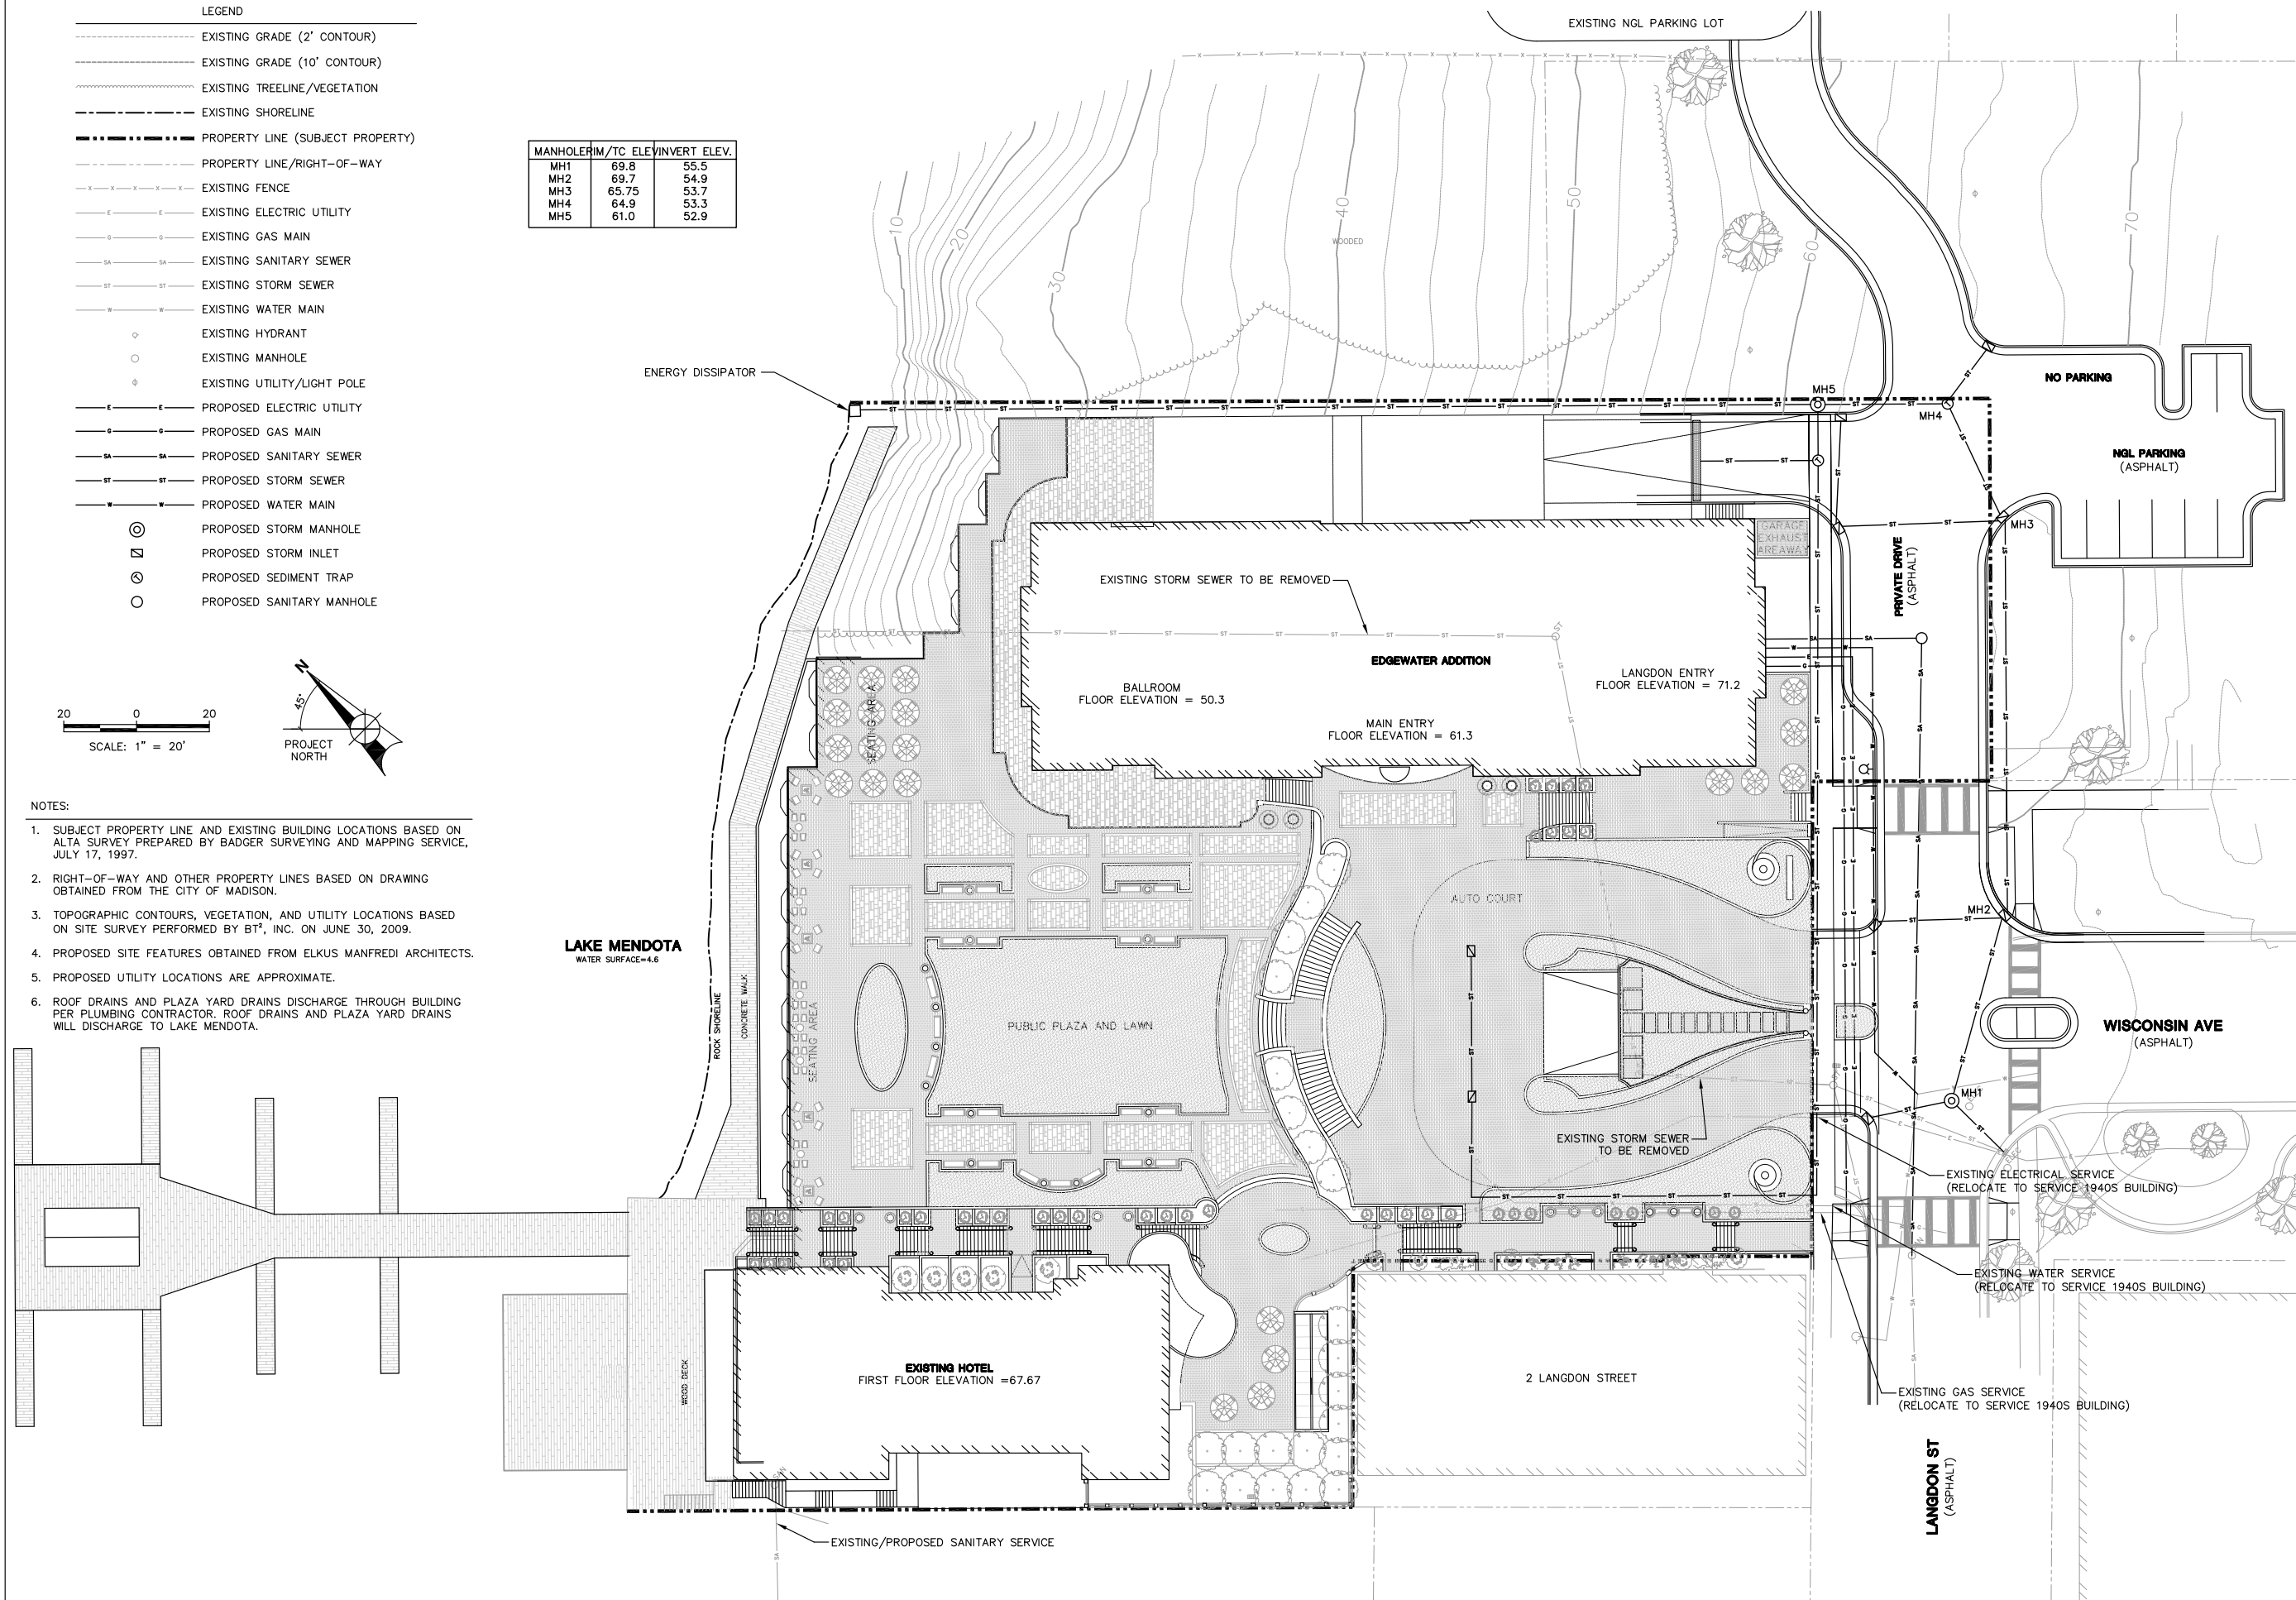 LEGEND
EXISTING GRADE (2' CONTOUR)
EXISTING GRADE (10' CONTOUR)
EXISTING TREELINE/VEGETATION
EXISTING SHORELINE
PROPERTY LINE (SUBJECT PROPERTY)
PROPERTY LINE/RIGHT-OF-WAY
X X X X X EXISTING FENCE
E E EXISTING ELECTRIC UTILITY
G G EXISTING GAS MAIN
SA SA EXISTING SANITARY SEWER
ST ST EXISTING STORM SEWER
W W EXISTING WATER MAIN
EXISTING HYDRANT
EXISTING MANHOLE
EXISTING UTILITY/LIGHT POLE
E E PROPOSED ELECTRIC UTILITY
G G PROPOSED GAS MAIN
SA SA PROPOSED SANITARY SEWER
ST ST PROPOSED STORM SEWER
W W PROPOSED WATER MAIN
PROPOSED STORM MANHOLE
PROPOSED STORM INLET
PROPOSED SEDIMENT TRAP
PROPOSED SANITARY MANHOLE
20 0 20
SCALE: 1" = 20'
N
45°
PROJECT
NORTH
NOTES:
1. SUBJECT PROPERTY LINE AND EXISTING BUILDING LOCATIONS BASED ON
ALTA SURVEY PREPARED BY BADGER SURVEYING AND MAPPING SERVICE,
JULY 17, 1997.
2. RIGHT-OF-WAY AND OTHER PROPERTY LINES BASED ON DRAWING
OBTAINED FROM THE CITY OF MADISON.
3. TOPOGRAPHIC CONTOURS, VEGETATION, AND UTILITY LOCATIONS BASED
ON SITE SURVEY PERFORMED BY BT², INC. ON JUNE 30, 2009.
4. PROPOSED SITE FEATURES OBTAINED FROM ELKUS MANFREDI ARCHITECTS.
5. PROPOSED UTILITY LOCATIONS ARE APPROXIMATE.
6. ROOF DRAINS AND PLAZA YARD DRAINS DISCHARGE THROUGH BUILDING
PER PLUMBING CONTRACTOR. ROOF DRAINS AND PLAZA YARD DRAINS
WILL DISCHARGE TO LAKE MENDOTA.
MANHOLE RIM/TC ELEV INVERT ELEV.
MH1 69.8 55.5
MH2 69.7 54.9
MH3 65.75 53.7
MH4 64.9 53.3
MH5 61.0 52.9
EXISTING NGL PARKING LOT
10
20
30
40
50
60
70
WOODED
ENERGY DISSIPATOR
MH5
MH4
MH3
NO PARKING
NGL PARKING
(ASPHALT)
GARAGE
EXHAUST
AREAWAY
PRIVATE DRIVE
(ASPHALT)
EXISTING STORM SEWER TO BE REMOVED
EDGEWATER ADDITION
BALLROOM
FLOOR ELEVATION = 50.3
LANGDON ENTRY
FLOOR ELEVATION = 71.2
MAIN ENTRY
FLOOR ELEVATION = 61.3
SEATING AREA
AUTO COURT
MH2
LAKE MENDOTA
WATER SURFACE=4.6
ROCK SHORELINE
CONCRETE WALK
SEATING AREA
PUBLIC PLAZA AND LAWN
WISCONSIN AVE
(ASPHALT)
MH1
EXISTING STORM SEWER
TO BE REMOVED
EXISTING ELECTRICAL SERVICE
(RELOCATE TO SERVICE 1940S BUILDING)
EXISTING WATER SERVICE
(RELOCATE TO SERVICE 1940S BUILDING)
EXISTING GAS SERVICE
(RELOCATE TO SERVICE 1940S BUILDING)
WOOD DECK
EXISTING HOTEL
FIRST FLOOR ELEVATION =67.67
2 LANGDON STREET
LANGDON ST
(ASPHALT)
EXISTING/PROPOSED SANITARY SERVICE